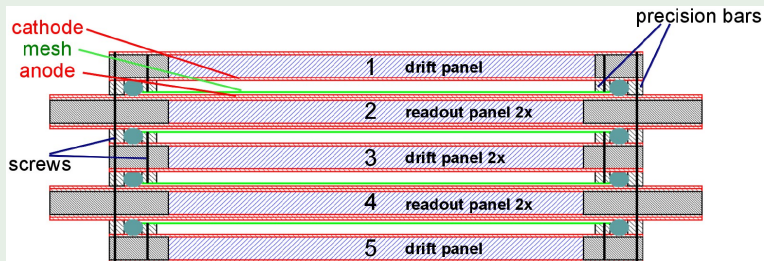 cathode
mesh
anode
precision bars
1 drift panel
2 readout panel 2x
3 drift panel 2x
screws
4 readout panel 2x
5 drift panel